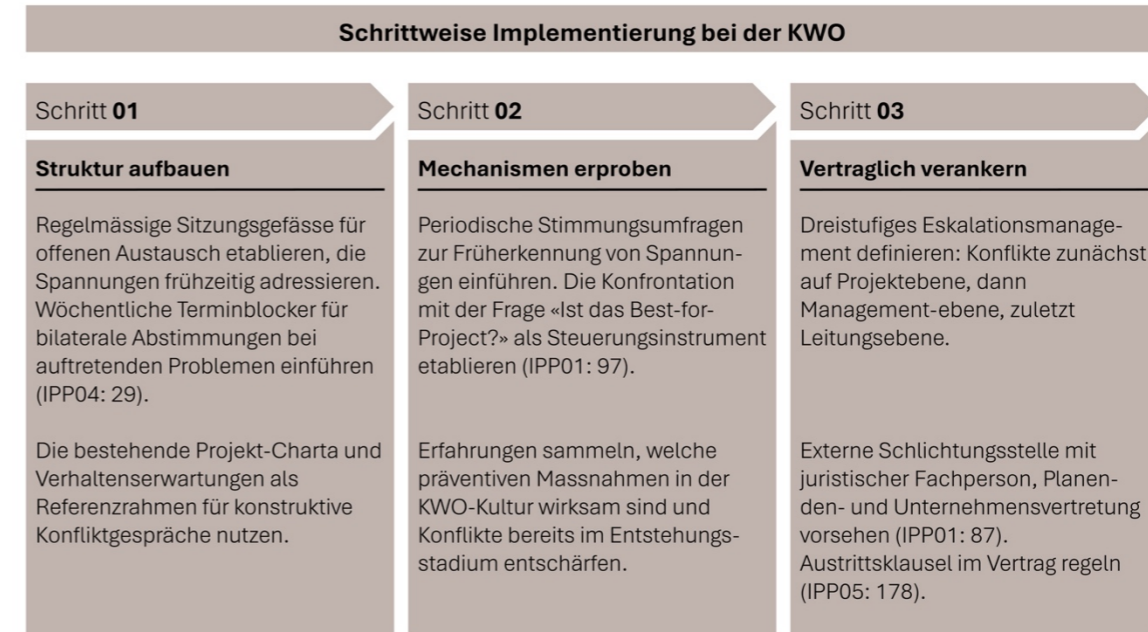 Schrittweise Implementierung bei der KWO
Schritt 01
Struktur aufbauen
Regelmässige Sitzungsgefässe für
offenen Austausch etablieren, die
Spannungen frühzeitig adressieren.
Wöchentliche Terminblocker für
bilaterale Abstimmungen bei
auftretenden Problemen einführen
(IPP04: 29).
Die bestehende Projekt-Charta und
Verhaltenserwartungen als
Referenzrahmen für konstruktive
Konfliktgespräche nutzen.
Schritt 02
Mechanismen erproben
Periodische Stimmungsumfragen
zur Früherkennung von Spannun-
gen einführen. Die Konfrontation
mit der Frage «Ist das Best-for-
Project?» als Steuerungsinstrument
etablieren (IPP01: 97).
Erfahrungen sammeln, welche
präventiven Massnahmen in der
KWO-Kultur wirksam sind und
Konflikte bereits im Entstehungs-
stadium entschärfen.
Schritt 03
Vertraglich verankern
Dreistufiges Eskalationsmanage-
ment definieren: Konflikte zunächst
auf Projektebene, dann
Management-ebene, zuletzt
Leitungsebene.
Externe Schlichtungsstelle mit
juristischer Fachperson, Planen-
den- und Unternehmensvertretung
vorsehen (IPP01: 87).
Austrittsklausel im Vertrag regeln
(IPP05: 178).